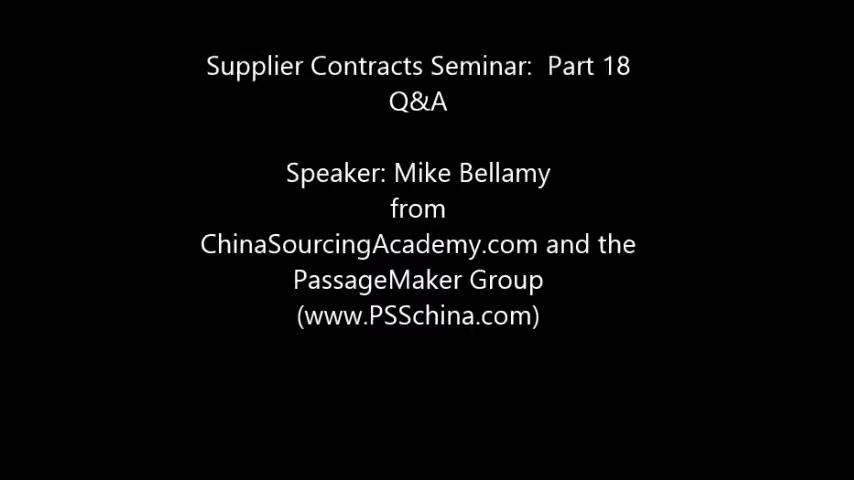 Supplier Contracts Seminar:  Part 18
Q&A
Speaker: Mike Bellamy
from
ChinaSourcingAcademy.com and the
PassageMaker Group
(www.PSSchina.com)